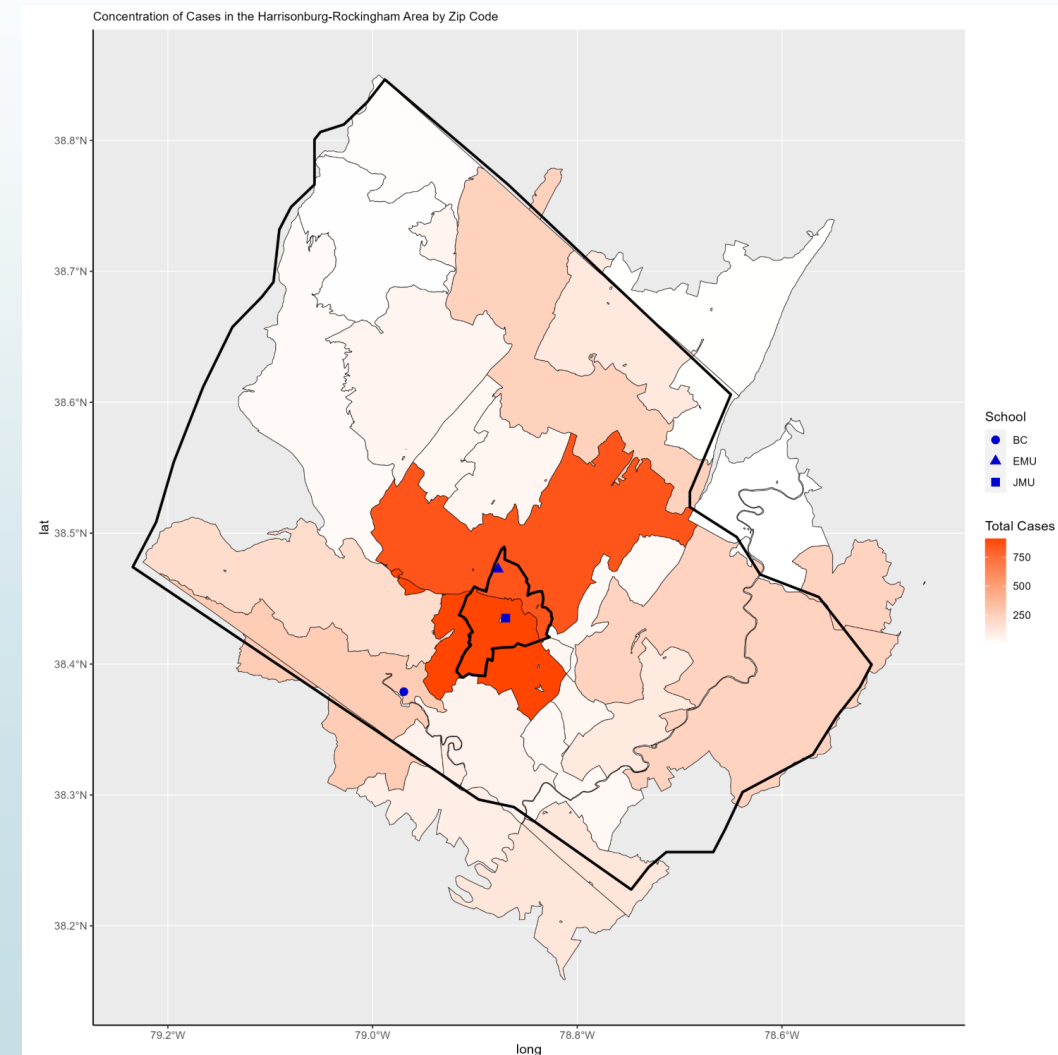 Concentration of Cases in the Harrisonburg-Rockingham Area by Zip Code
38.8°N
38.7°N
38.6°N
38.5°N
38.4°N
38.3°N
38.2°N
lat
79.2°W
79.0°W
78.8°W
78.6°W
long
School
BC
EMU
JMU
Total Cases
750
500
250